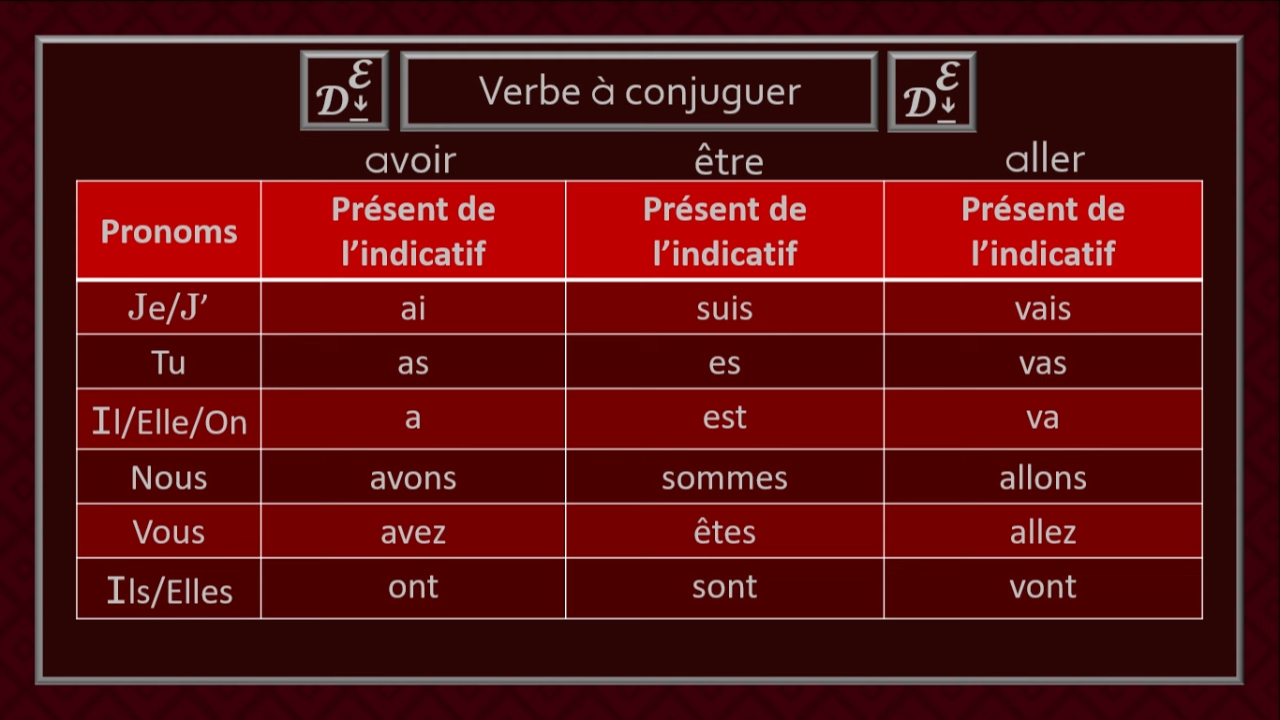 Ɛ
D↓ Verbe à conjuguer Ɛ
D↓
avoir être aller
Pronoms Présent de l’indicatif Présent de l’indicatif Présent de l’indicatif
Je/J’ ai suis vais
Tu as es vas
Il/Elle/On a est va
Nous avons sommes allons
Vous avez êtes allez
Ils/Elles ont sont vont